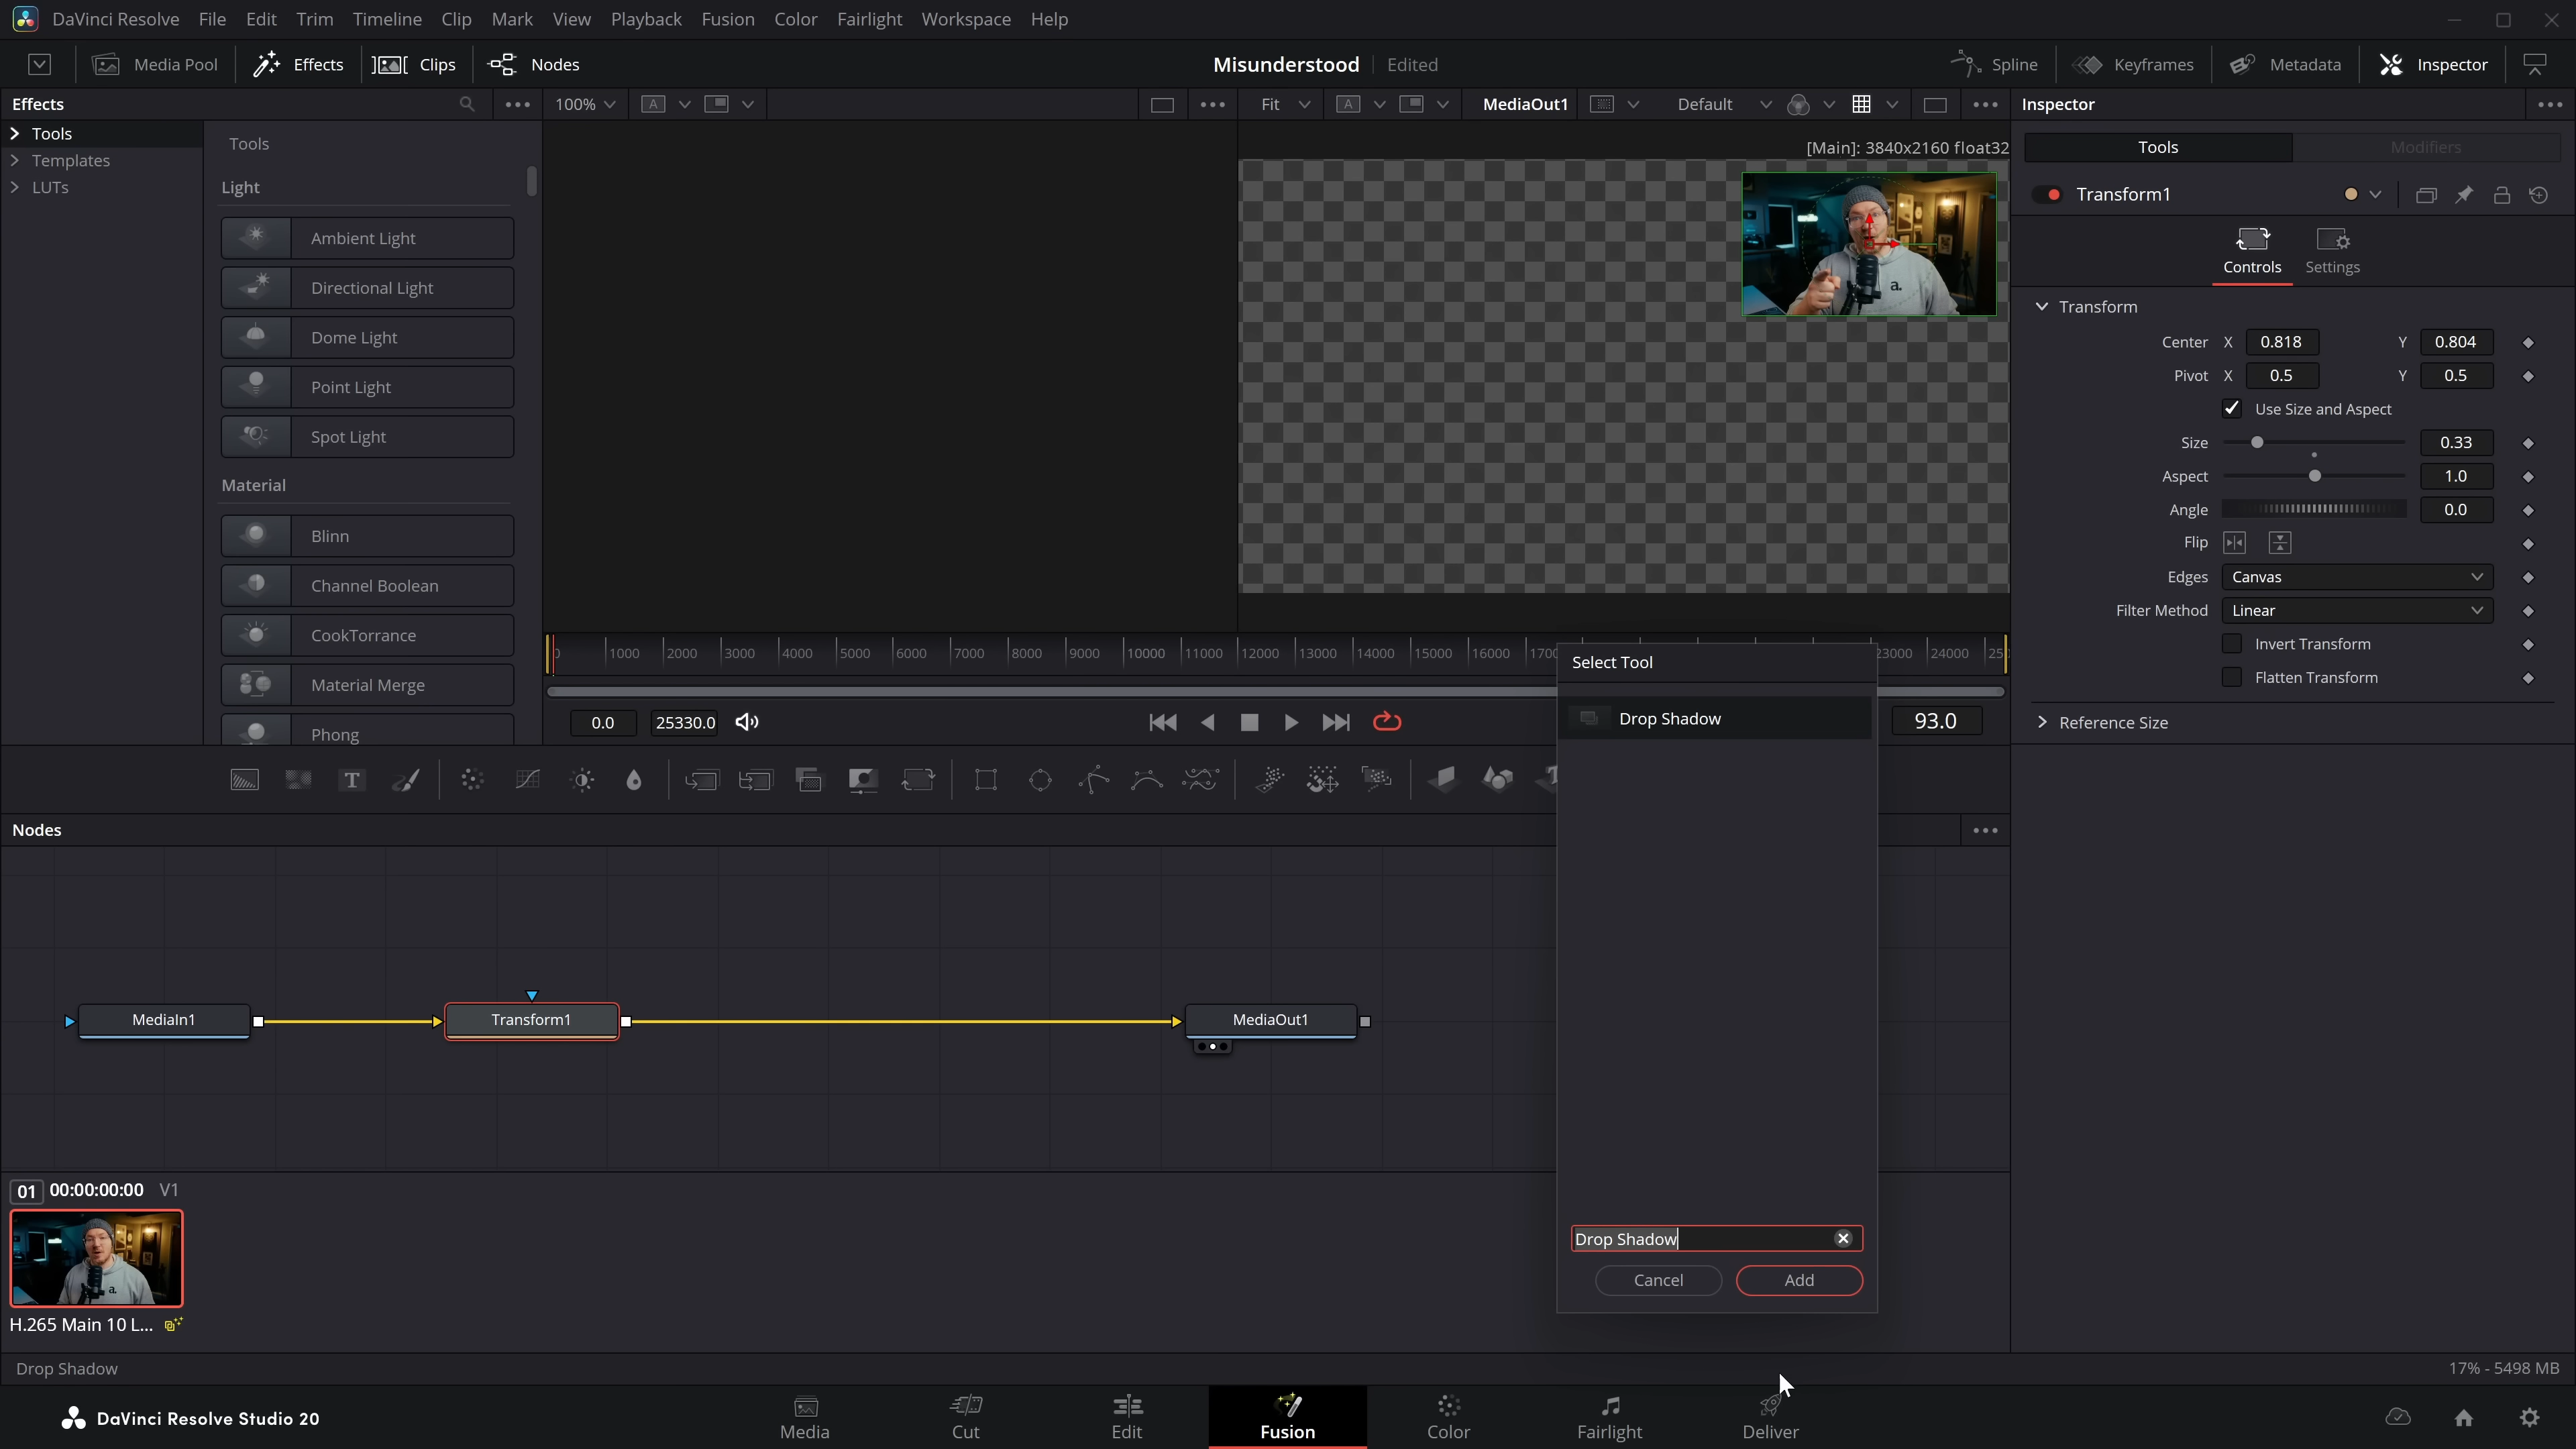 DaVinci Resolve File Edit Trim Timeline Clip Mark View Playback Fusion Color Fairlight Workspace Help
Media Pool Effects Clips Nodes Misunderstood Edited Spline Keyframes Metadata Inspector
Effects 100% A Fit A MediaOut1 Default Inspector
Tools
Templates
LUTs
Tools
Light
Ambient Light
Directional Light
Dome Light
Point Light
Spot Light
Material
Blinn
Channel Boolean
CookTorrance
Material Merge
Phong
[Main]: 3840x2160 float32
a.
Tools Modifiers
Transform1
Controls Settings
Transform
Center X 0.818 Y 0.804
Pivot X 0.5 Y 0.5
Use Size and Aspect
Size 0.33
Aspect 1.0
Angle 0.0
Flip
Edges Canvas
Filter Method Linear
Invert Transform
Flatten Transform
Reference Size
1000 2000 3000 4000 5000 6000 7000 8000 9000 10000 11000 12000 13000 14000 15000 16000 23000 24000
0.0 25330.0 93.0
T
Select Tool
Drop Shadow
Drop Shadow
Cancel Add
Nodes
MediaIn1 Transform1 MediaOut1
01 00:00:00:00 V1
a.
H.265 Main 10 L...
Drop Shadow 17% - 5498 MB
DaVinci Resolve Studio 20 Media Cut Edit Fusion Color Fairlight Deliver